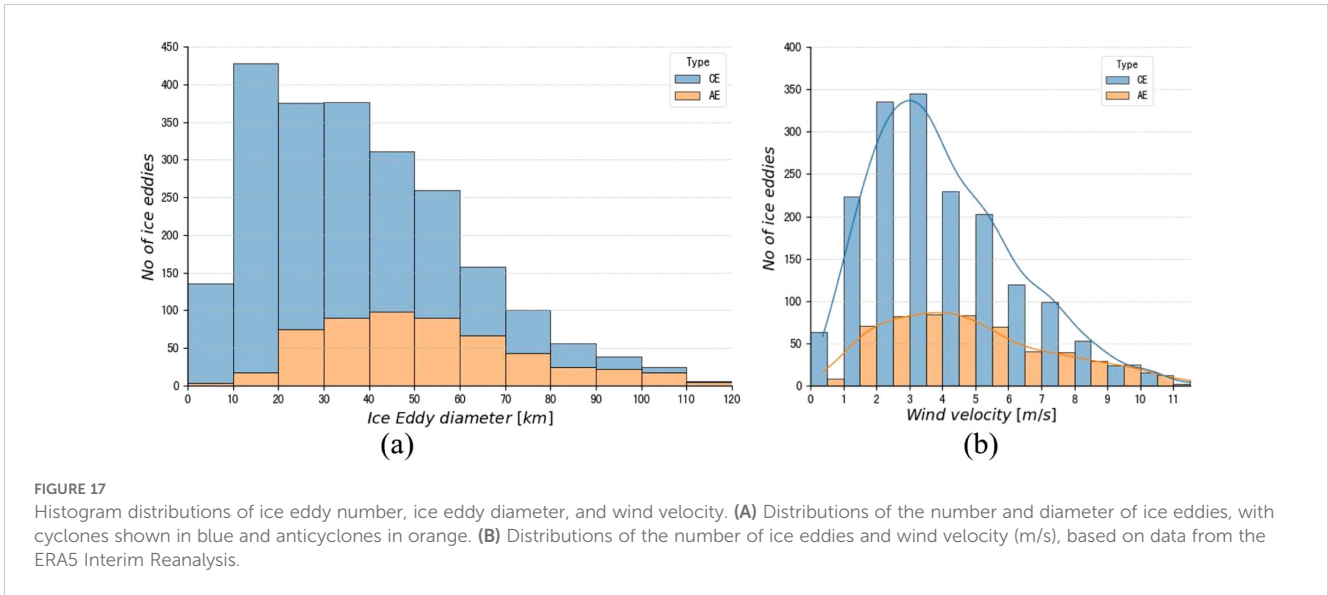 450
400
350
300
250
200
150
100
50
0
No of ice eddies
Type
CE
AE
0 10 20 30 40 50 60 70 80 90 100 110 120
Ice Eddy diameter [km]
(a)
400
350
300
250
200
150
100
50
0
No of ice eddies
Type
CE
AE
0 1 2 3 4 5 6 7 8 9 10 11
Wind velocity [m/s]
(b)
FIGURE 17
Histogram distributions of ice eddy number, ice eddy diameter, and wind velocity. (A) Distributions of the number and diameter of ice eddies, with
cyclones shown in blue and anticyclones in orange. (B) Distributions of the number of ice eddies and wind velocity (m/s), based on data from the
ERA5 Interim Reanalysis.